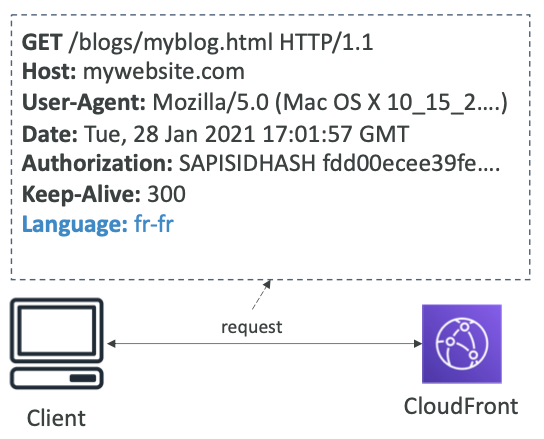 GET /blogs/myblog.html HTTP/1.1
Host: mywebsite.com
User-Agent: Mozilla/5.0 (Mac OS X 10_15_2....)
Date: Tue, 28 Jan 2021 17:01:57 GMT
Authorization: SAPISIDHASH fdd00ecee39fe....
Keep-Alive: 300
Language: fr-fr
request
Client
CloudFront